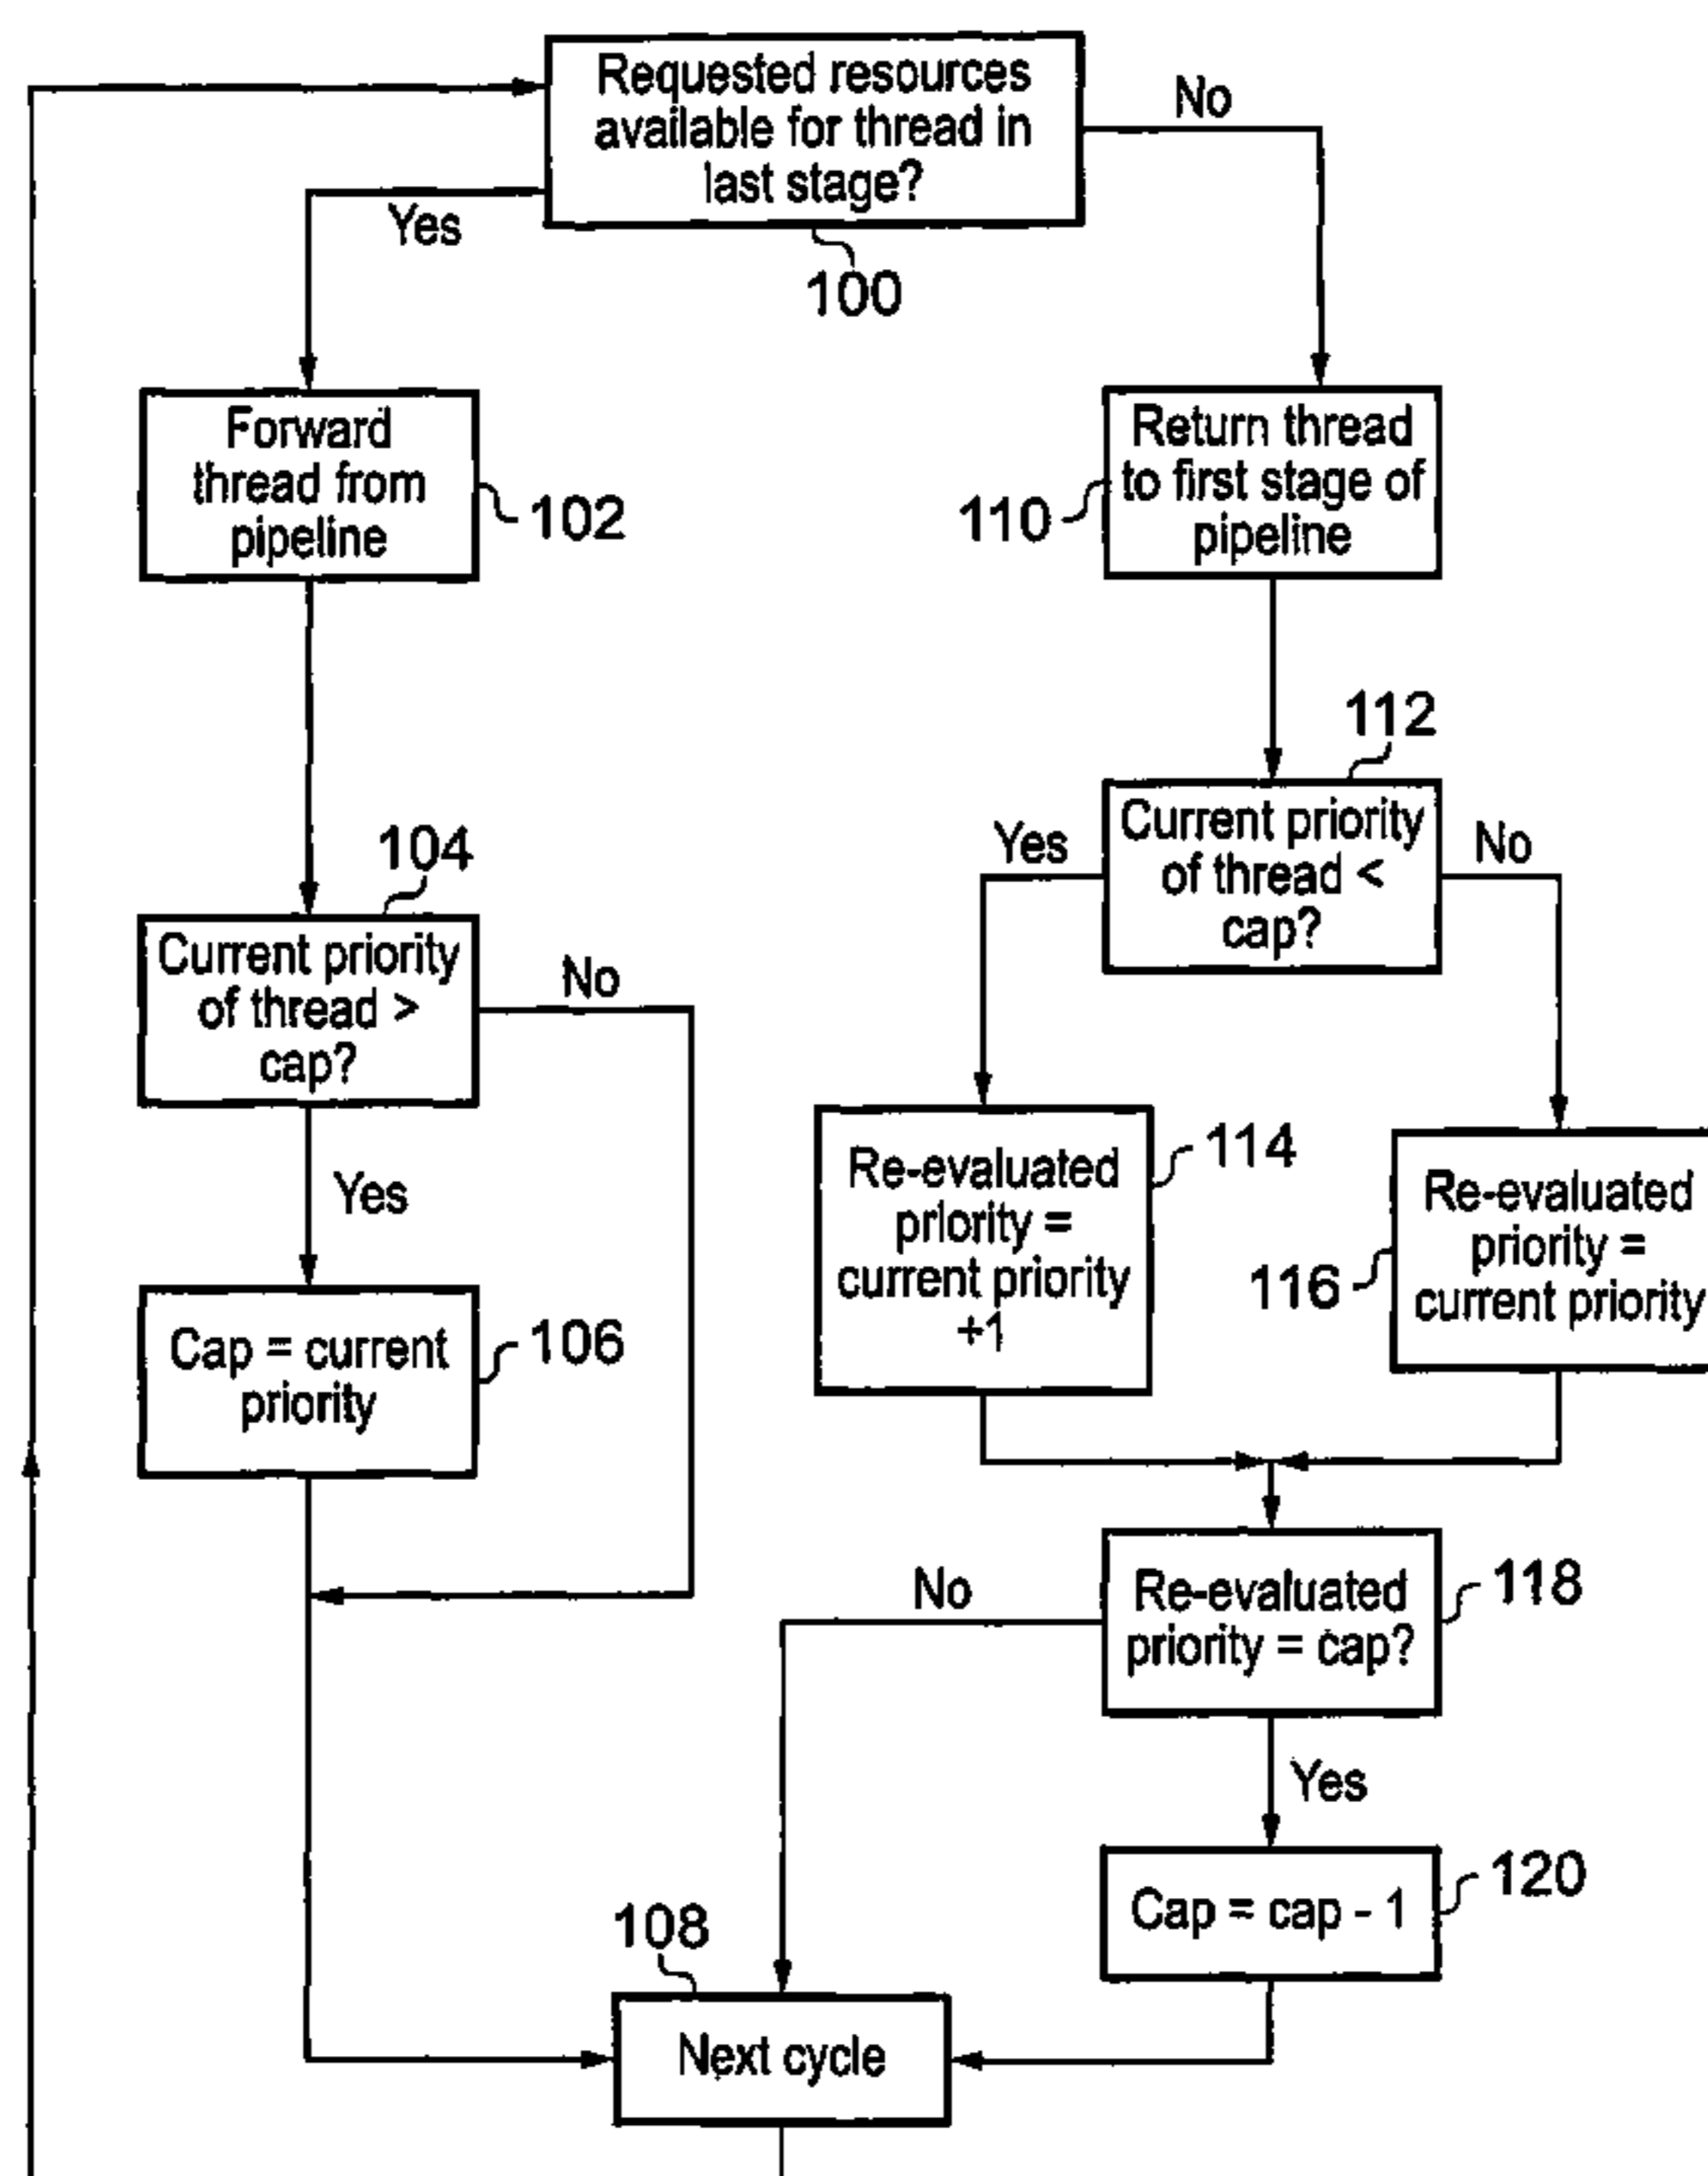 Requested resources
available for thread in
last stage?
No
Yes
100
Forward
thread from
pipeline
102
Return thread
to first stage of
pipeline
110
112
Current priority
of thread <
cap?
Yes
No
104
Current priority
of thread >
cap?
No
Yes
Re-evaluated
priority =
current priority
+1
114
Re-evaluated
priority =
current priority
116
Cap = current
priority
106
Re-evaluated
priority = cap?
118
No
Yes
Cap = cap - 1
120
108
Next cycle